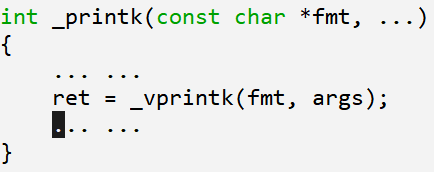 int _printk(const char *fmt, ...)
{
    ... ...
    ret = _vprintk(fmt, args);
    ... ...
}